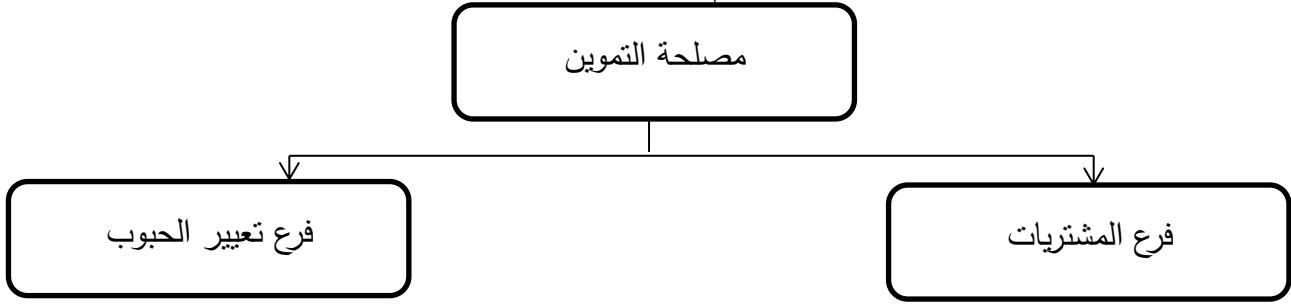 مصلحة التموين
فرع المشتريات
فرع تعيير الحبوب